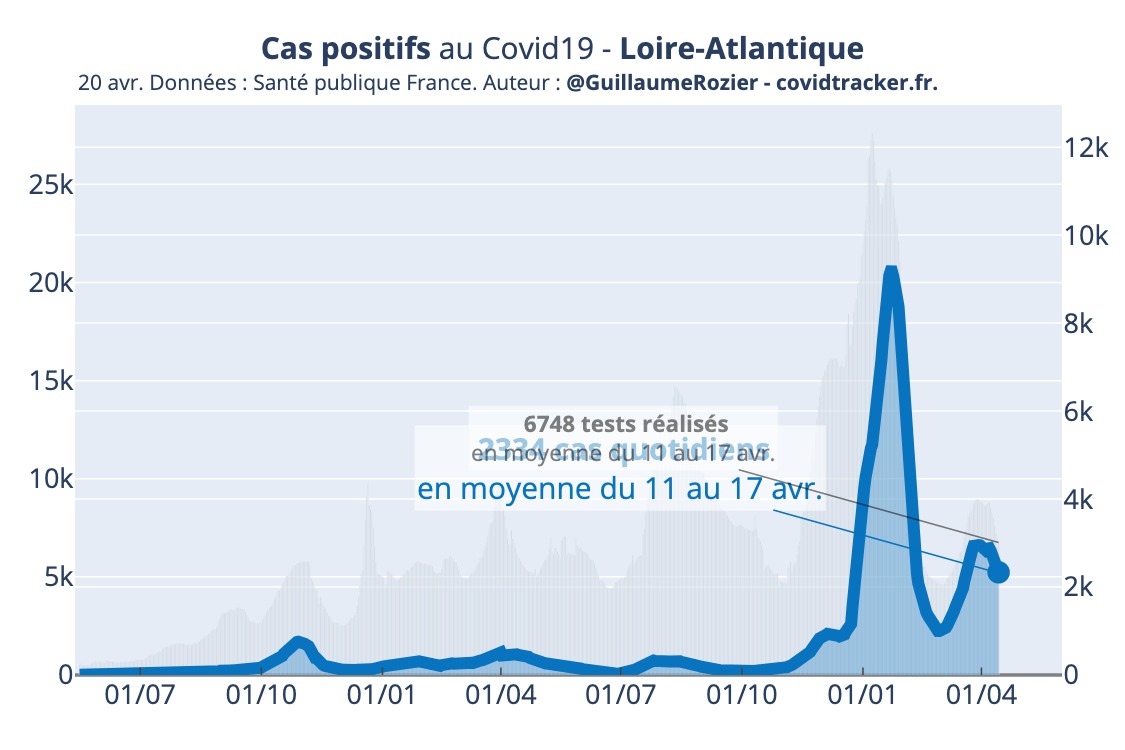 Cas positifs au Covid19 - Loire-Atlantique
20 avr. Données : Santé publique France. Auteur : @GuillaumeRozier - covidtracker.fr.
12k
25k
10k
20k
8k
15k
6k
6748 tests réalisés
en moyenne du 11 au 17 avr.
2334 cas quotidiens
en moyenne du 11 au 17 avr.
10k
4k
5k
2k
0
0
01/07 01/10 01/01 01/04 01/07 01/10 01/01 01/04